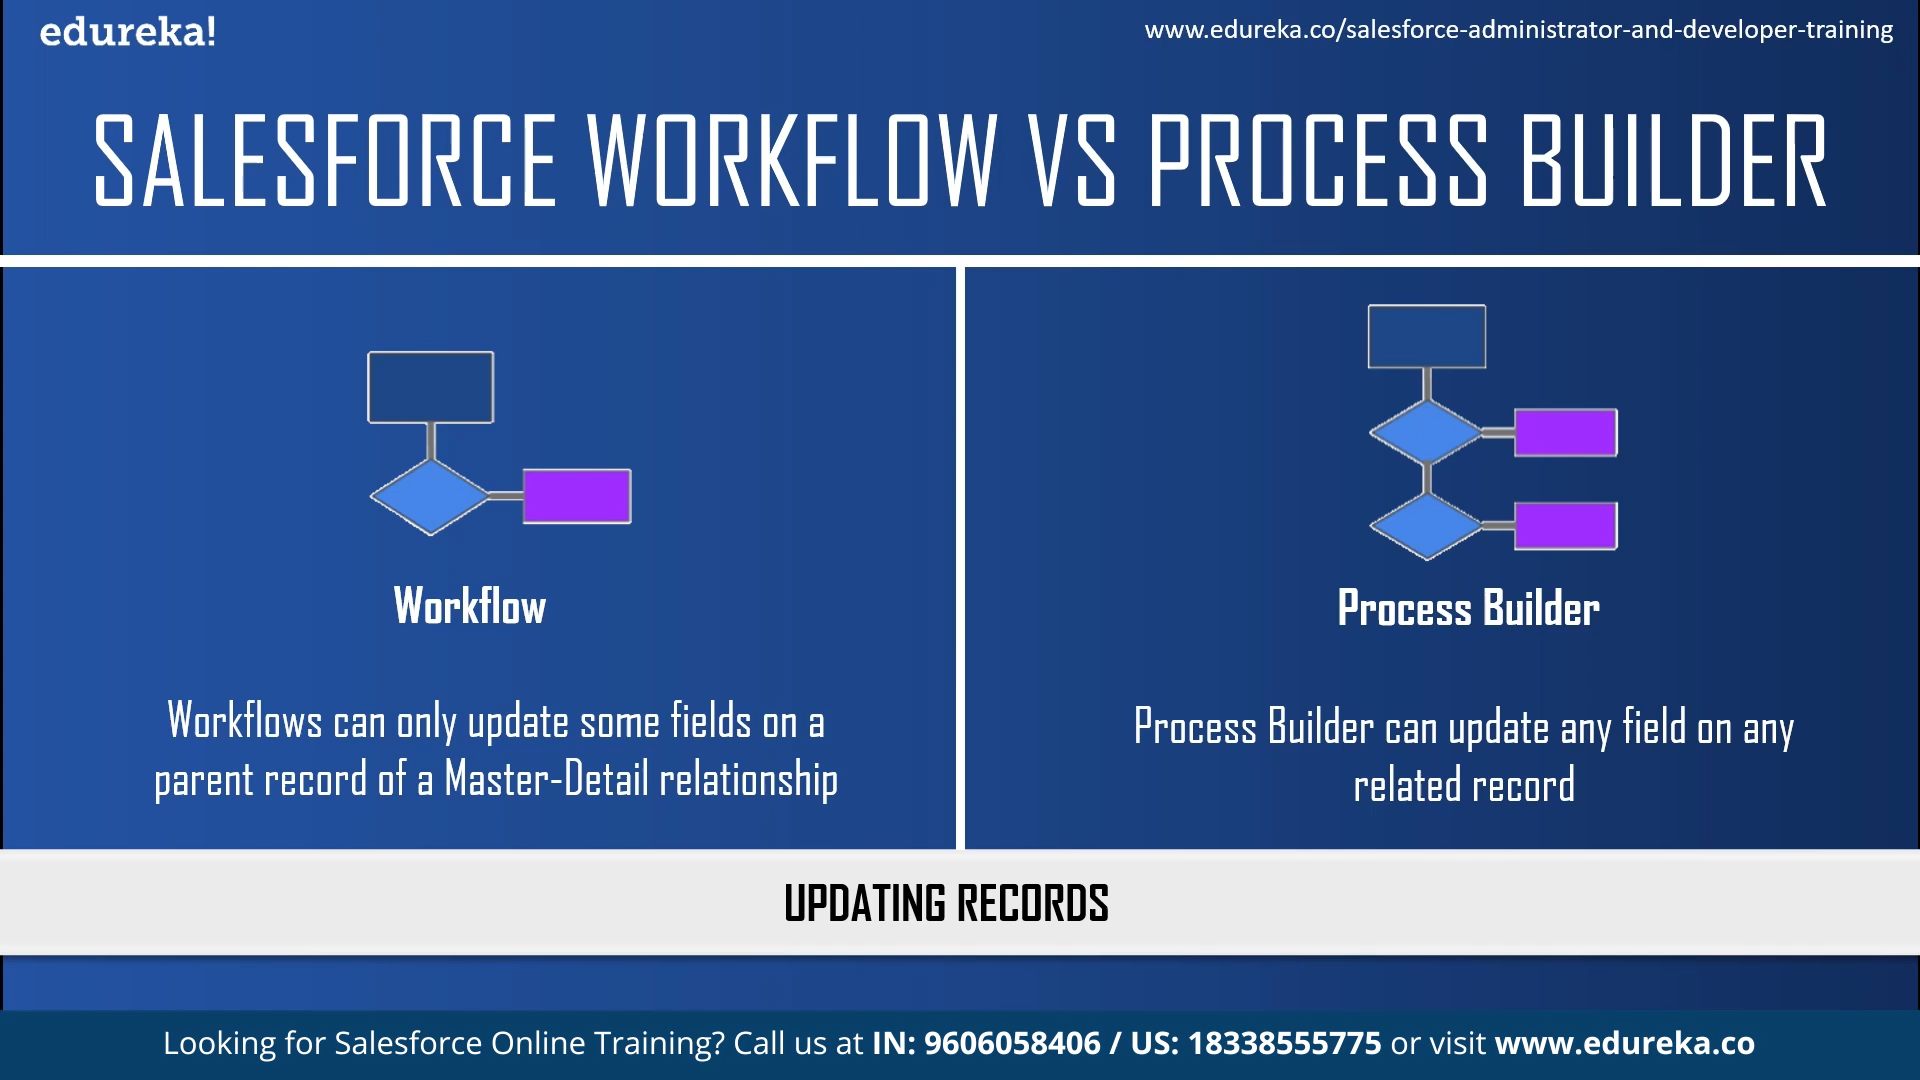 edureka!
www.edureka.co/salesforce-administrator-and-developer-training
SALESFORCE WORKFLOW VS PROCESS BUILDER
Workflow
Workflows can only update some fields on a
parent record of a Master-Detail relationship
Process Builder
Process Builder can update any field on any
related record
UPDATING RECORDS
Looking for Salesforce Online Training? Call us at IN: 9606058406 / US: 18338555775 or visit www.edureka.co